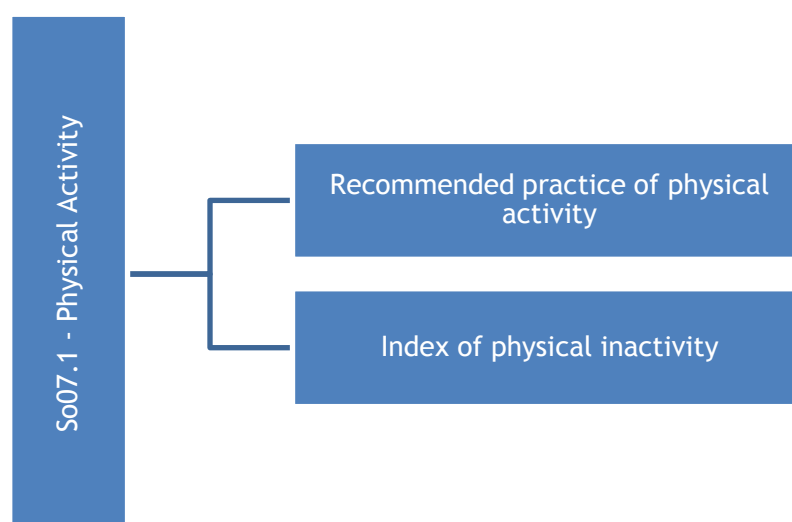 So07.1 - Physical Activity
Recommended practice of physical
activity
Index of physical inactivity